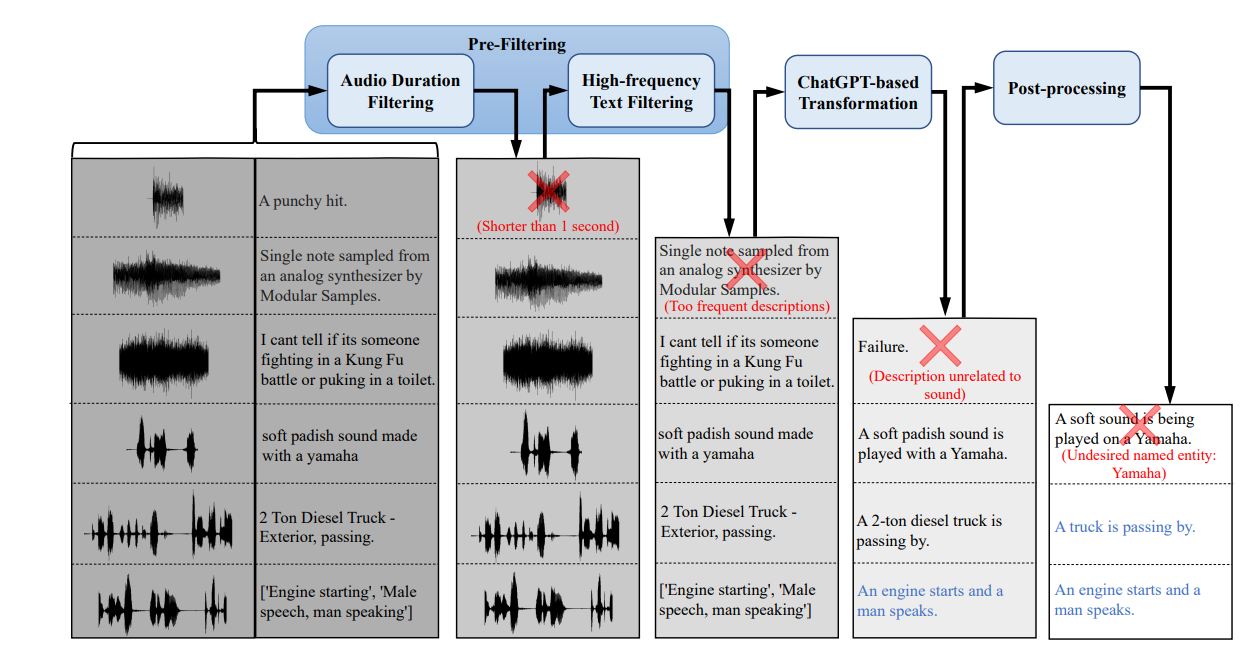 Pre-Filtering
Audio Duration
Filtering
High-frequency
Text Filtering
ChatGPT-based
Transformation
Post-processing
A punchy hit.
Single note sampled from
an analog synthesizer by
Modular Samples.
I cant tell if its someone
fighting in a Kung Fu
battle or puking in a toilet.
soft padish sound made
with a yamaha
2 Ton Diesel Truck -
Exterior, passing.
['Engine starting', 'Male
speech, man speaking']
(Shorter than 1 second)
Single note sampled from
an analog synthesizer by
Modular Samples.
(Too frequent descriptions)
I cant tell if its someone
fighting in a Kung Fu
battle or puking in a toilet.
soft padish sound made
with a yamaha
2 Ton Diesel Truck -
Exterior, passing.
['Engine starting', 'Male
speech, man speaking']
Failure.
(Description unrelated to
sound)
A soft padish sound is
played with a Yamaha.
A 2-ton diesel truck is
passing by.
An engine starts and a
man speaks.
A soft sound is being
played on a Yamaha.
(Undesired named entity:
Yamaha)
A truck is passing by.
An engine starts and a
man speaks.